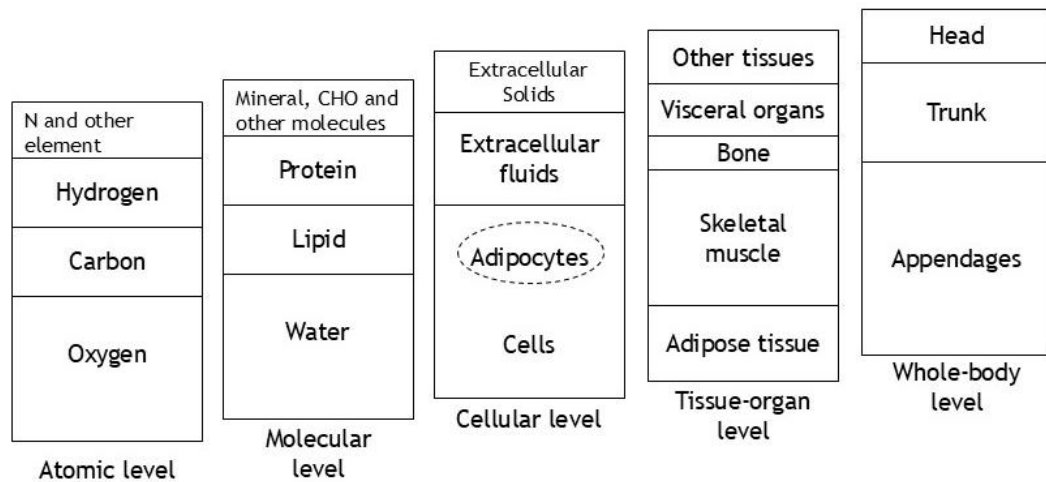 N and other
element
Hydrogen
Carbon
Oxygen
Atomic level
Mineral, CHO and
other molecules
Protein
Lipid
Water
Molecular
level
Extracellular
Solids
Extracellular
fluids
Adipocytes
Cells
Cellular level
Other tissues
Visceral organs
Bone
Skeletal
muscle
Adipose tissue
Tissue-organ
level
Head
Trunk
Appendages
Whole-body
level